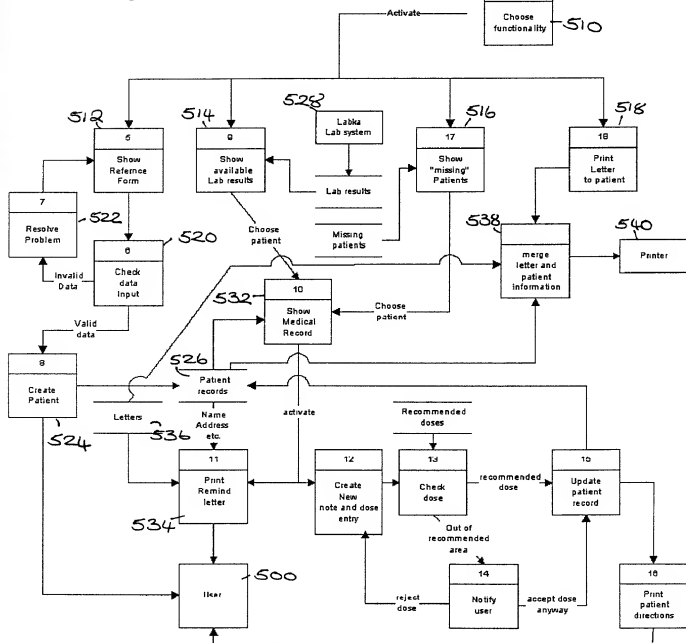 Activate
Choose
functionality
510
512
5
Show
Refernce
Form
514
9
Show
available
Lab results
528
Labka
Lab system
Lab results
Missing
patients
516
17
Show
"missing"
Patients
518
18
Print
Letter
to patient
7
Resolve
Problem
522
520
6
Check
data
Input
Invalid
Data
Choose
patient
538
merge
letter and
patient
information
540
Printer
532
10
Show
Medical
Record
Choose
patient
Valid
data
8
Create
Patient
524
526
Patient
records
Letters
536
Name
Address
etc.
activate
Recommended
doses
11
Print
Remind
letter
534
12
Create
New
note and dose
entry
13
Check
dose
recommended
dose
15
Update
patient
record
Out of
recommended
area
500
User
reject
dose
14
Notify
user
accept dose
anyway
16
Print
patient
directions